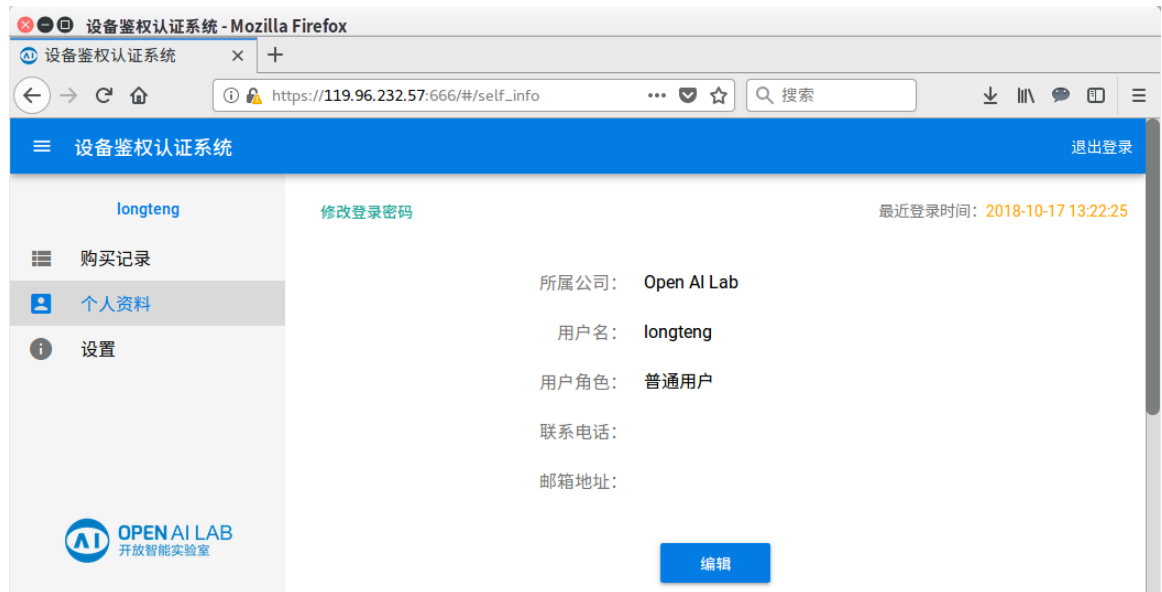 设备鉴权认证系统 - Mozilla Firefox
设备鉴权认证系统
https://119.96.232.57:666/#/self_info
搜索
设备鉴权认证系统
退出登录
longteng
修改登录密码
最近登录时间：2018-10-17 13:22:25
购买记录
个人资料
设置
所属公司： Open AI Lab
用户名： longteng
用户角色： 普通用户
联系电话：
邮箱地址：
AI
OPEN AI LAB
开放智能实验室
编辑